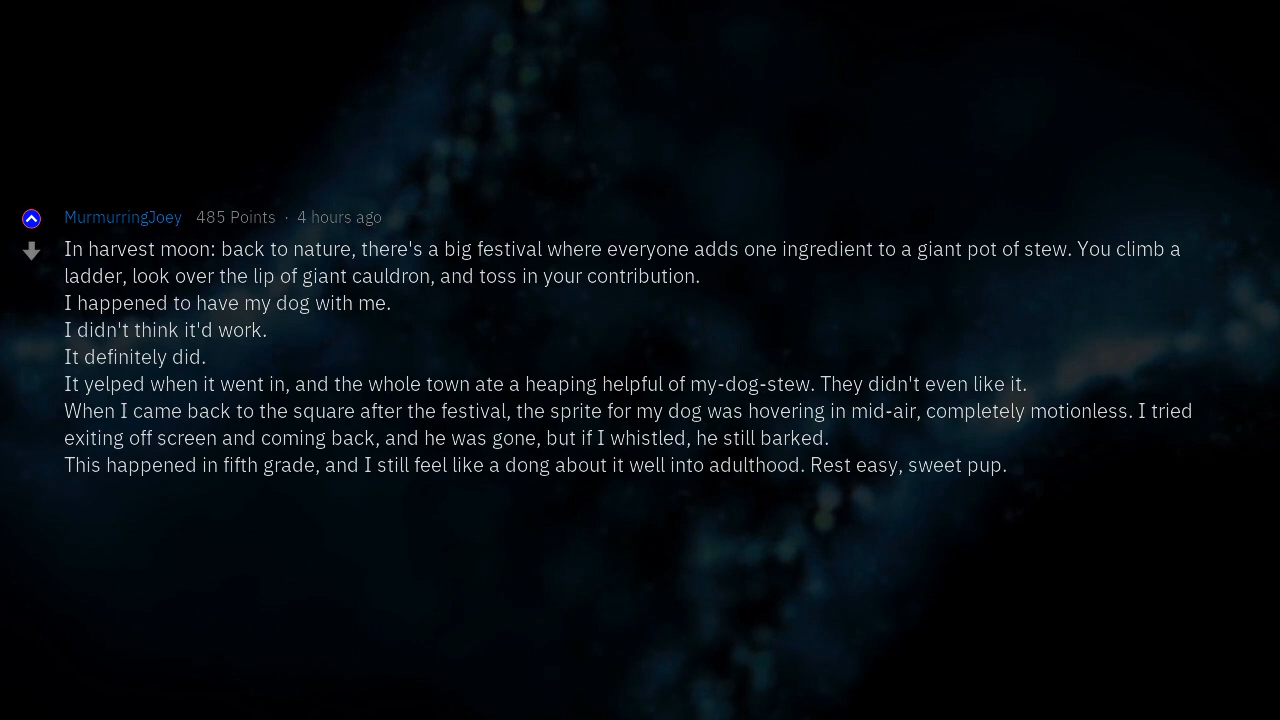 MurmurringJoey 485 Points · 4 hours ago
In harvest moon: back to nature, there's a big festival where everyone adds one ingredient to a giant pot of stew. You climb a
ladder, look over the lip of giant cauldron, and toss in your contribution.
I happened to have my dog with me.
I didn't think it'd work.
It definitely did.
It yelped when it went in, and the whole town ate a heaping helpful of my-dog-stew. They didn't even like it.
When I came back to the square after the festival, the sprite for my dog was hovering in mid-air, completely motionless. I tried
exiting off screen and coming back, and he was gone, but if I whistled, he still barked.
This happened in fifth grade, and I still feel like a dong about it well into adulthood. Rest easy, sweet pup.